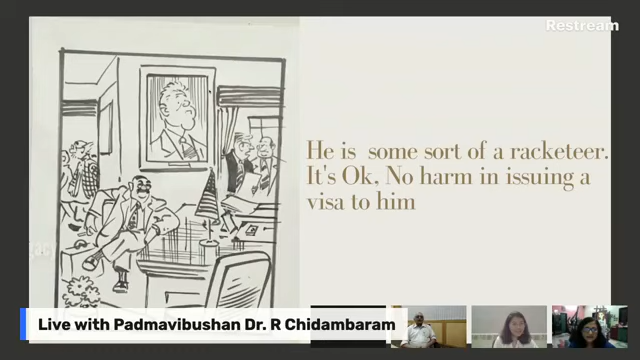 Restream
He is some sort of a racketeer.
It's Ok, No harm in issuing a
visa to him
Live with Padmavibushan Dr. R Chidambaram